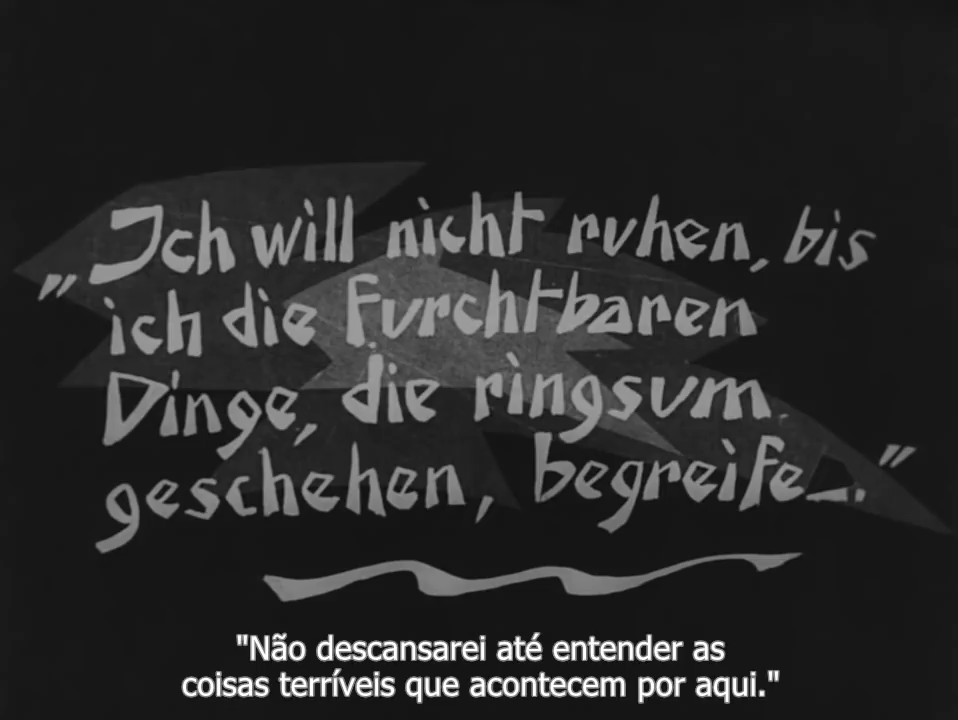 „Ich will nicht ruhen, bis
ich die furchtbaren
Dinge, die ringsum
geschehen, begreife—."
"Não descansarei até entender as
coisas terríveis que acontecem por aqui."